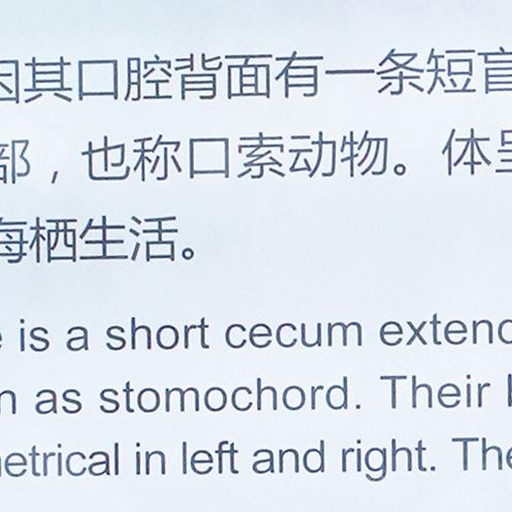 因其口腔背面有一条短盲
部，也称口索动物。体呈
海栖生活。
is a short cecum extend
as stomochord. Their
metrical in left and right. The